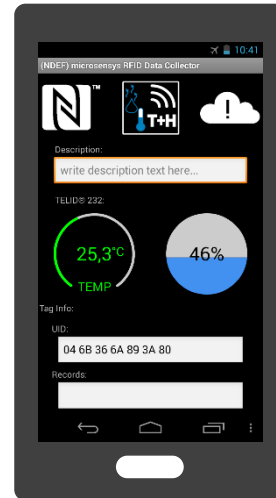 10:41
(NDEF) microsensys RFID Data Collector
N™
T+H
!
Description:
write description text here...
TELID® 232:
25,3°C
TEMP
46%
Tag Info:
UID:
04 6B 36 6A 89 3A 80
Records: